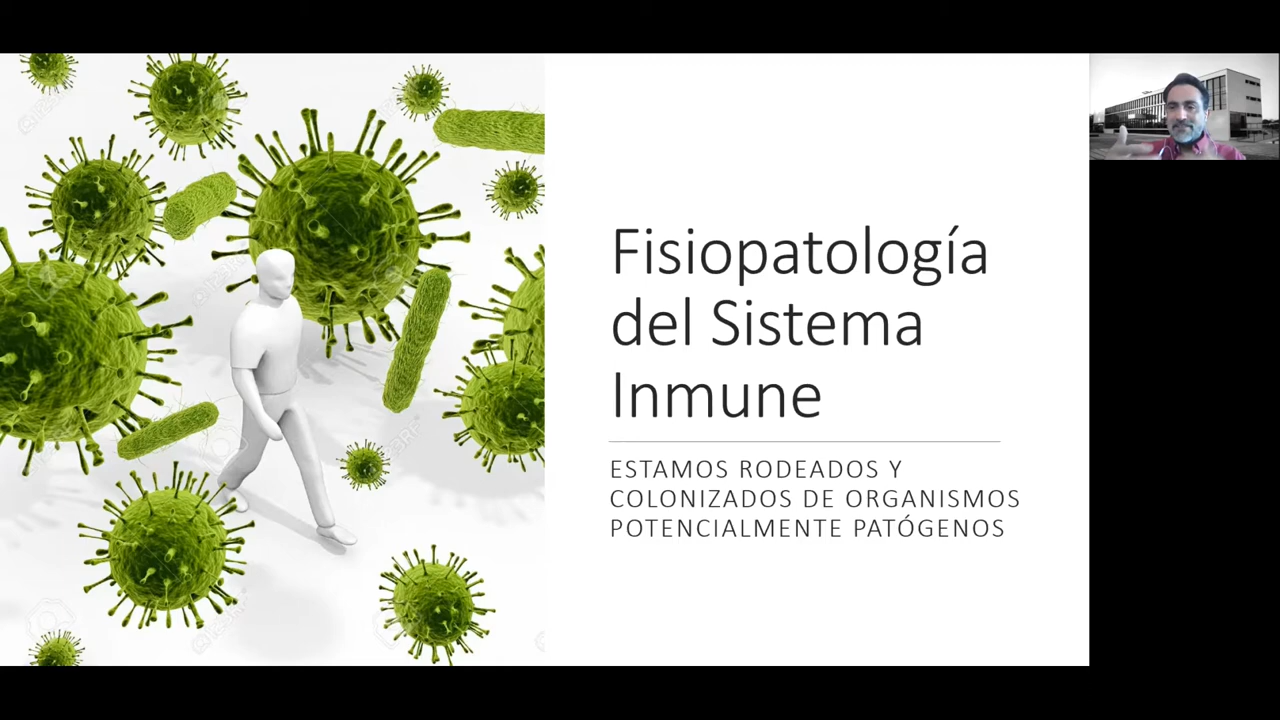 Fisiopatología
del Sistema
Inmune
ESTAMOS RODEADOS Y
COLONIZADOS DE ORGANISMOS
POTENCIALMENTE PATÓGENOS